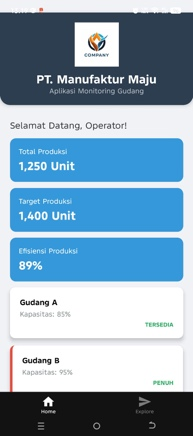 COMPANY
PT. Manufaktur Maju
Aplikasi Monitoring Gudang
Selamat Datang, Operator!
Total Produksi
1,250 Unit
Target Produksi
1,400 Unit
Efisiensi Produksi
89%
Gudang A
Kapasitas: 85%
TERSEDIA
Gudang B
Kapasitas: 95%
PENUH
Home
Explore